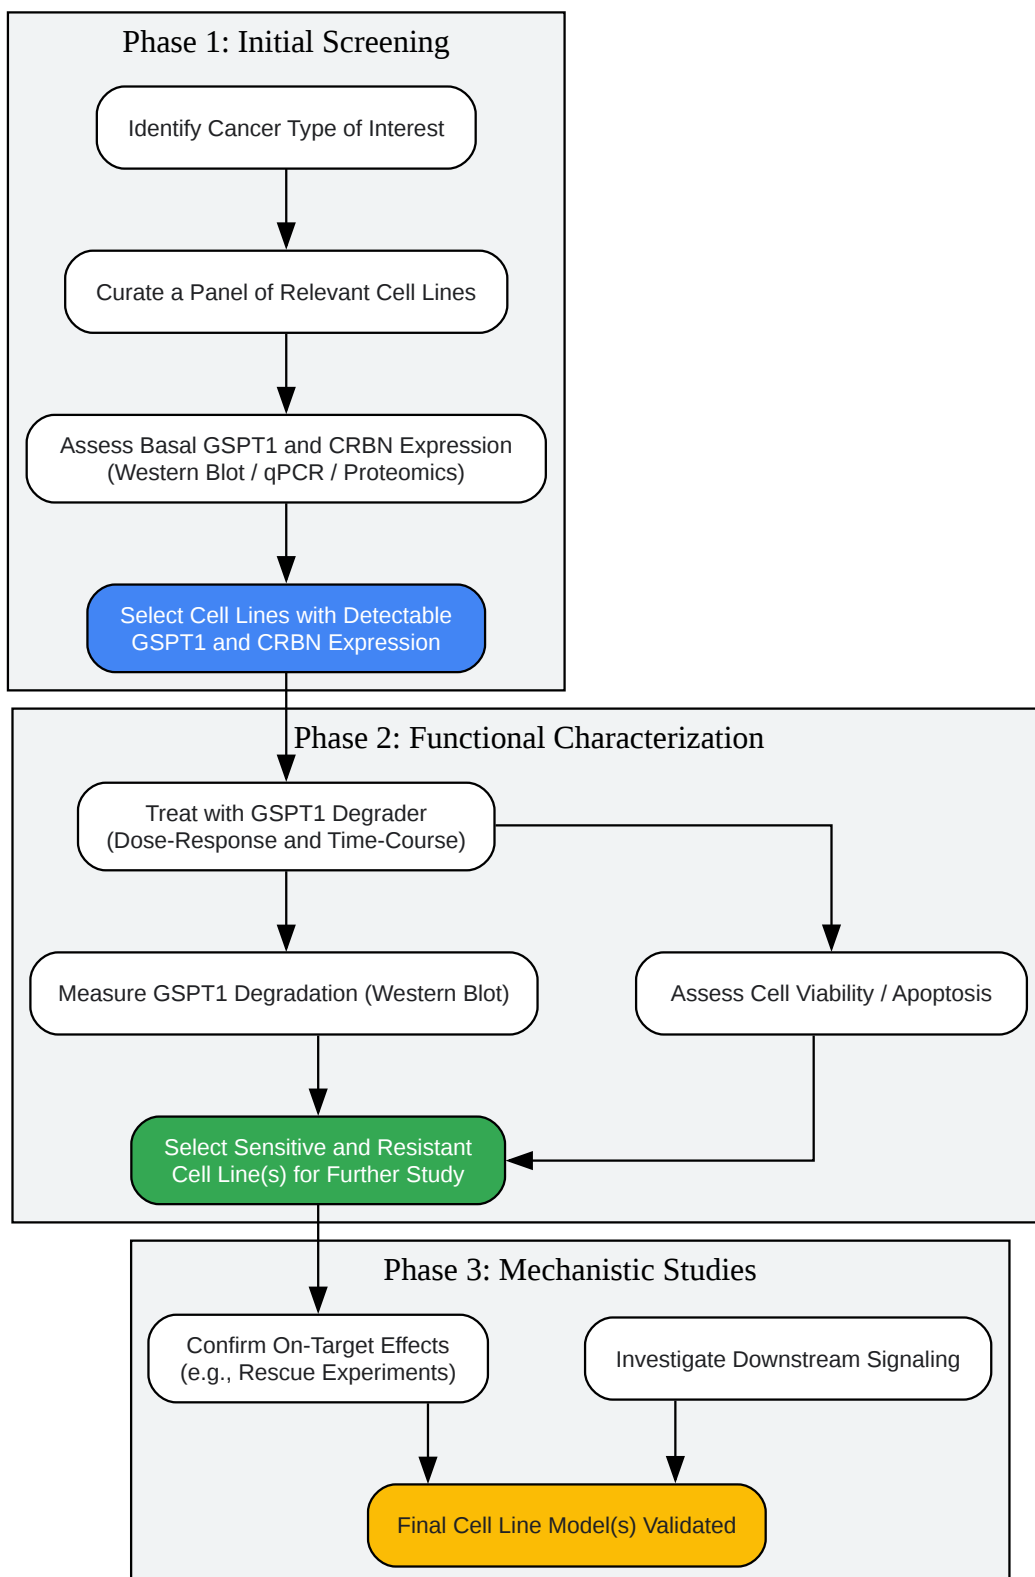 Phase 1: Initial Screening
Identify Cancer Type of Interest
Curate a Panel of Relevant Cell Lines
Assess Basal GSPT1 and CRBN Expression
(Western Blot / qPCR / Proteomics)
Select Cell Lines with Detectable
GSPT1 and CRBN Expression
Phase 2: Functional Characterization
Treat with GSPT1 Degrader
(Dose-Response and Time-Course)
Measure GSPT1 Degradation (Western Blot)
Assess Cell Viability / Apoptosis
Select Sensitive and Resistant
Cell Line(s) for Further Study
Phase 3: Mechanistic Studies
Confirm On-Target Effects
(e.g., Rescue Experiments)
Investigate Downstream Signaling
Final Cell Line Model(s) Validated